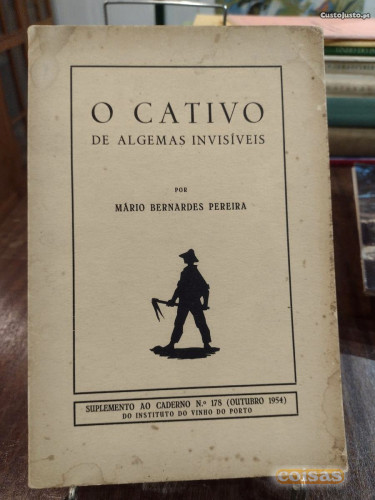 CustoJusto.pt
O CATIVO
DE ALGEMAS INVISÍVEIS
POR
MÁRIO BERNARDES PEREIRA
SUPLEMENTO AO CADERNO N.º 178 (OUTUBRO 1954)
DO INSTITUTO DO VINHO DO PORTO
coisas